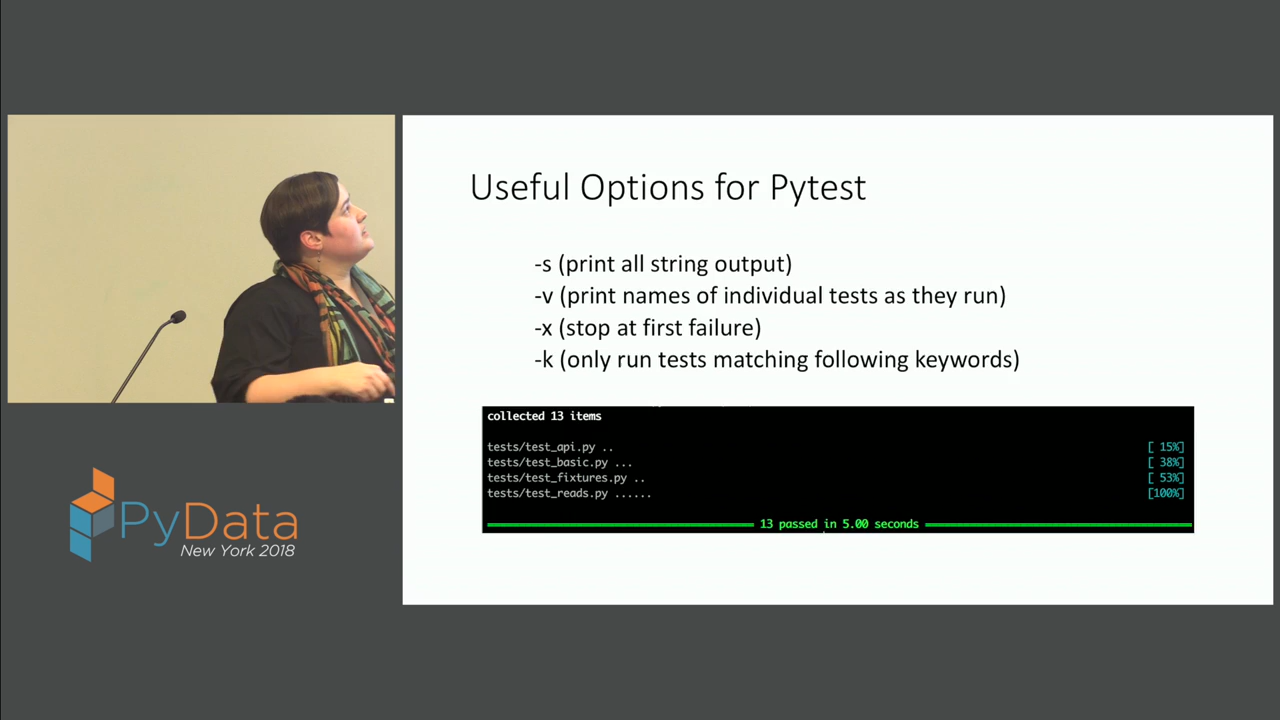 Useful Options for Pytest
-s (print all string output)
-v (print names of individual tests as they run)
-x (stop at first failure)
-k (only run tests matching following keywords)
collected 13 items
tests/test_api.py .. [ 15%]
tests/test_basic.py ... [ 38%]
tests/test_fixtures.py .. [ 53%]
tests/test_reads.py ...... [100%]
13 passed in 5.00 seconds
PyData
New York 2018